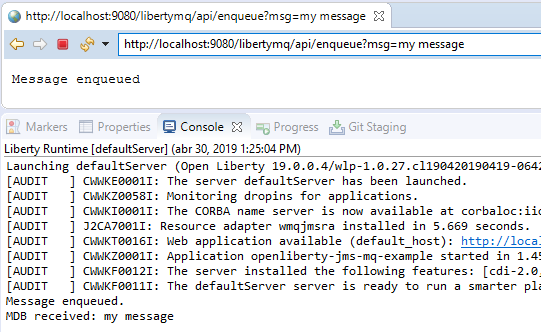 http://localhost:9080/libertymq/api/enqueue?msg=my message
http://localhost:9080/libertymq/api/enqueue?msg=my message
Message enqueued
Markers Properties Console Progress Git Staging
Liberty Runtime [defaultServer] (abr 30, 2019 1:25:04 PM)
Launching defaultServer (Open Liberty 19.0.0.4/wlp-1.0.27.cl190420190419-0642
[AUDIT   ] CWWKE0001I: The server defaultServer has been launched.
[AUDIT   ] CWWKZ0058I: Monitoring dropins for applications.
[AUDIT   ] CWWKI0001I: The CORBA name server is now available at corbaloc:iio
[AUDIT   ] J2CA7001I: Resource adapter wmqjmsra installed in 5.669 seconds.
[AUDIT   ] CWWKT0016I: Web application available (default_host): http://local
[AUDIT   ] CWWKZ0001I: Application openliberty-jms-mq-example started in 1.45
[AUDIT   ] CWWKF0012I: The server installed the following features: [cdi-2.0,
[AUDIT   ] CWWKF0011I: The defaultServer server is ready to run a smarter pla
Message enqueued.
MDB received: my message